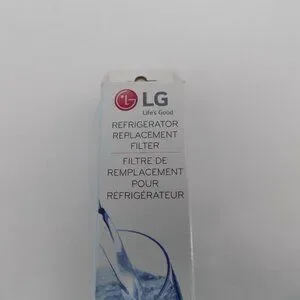 LG
Life's Good
REFRIGERATOR
REPLACEMENT
FILTER
FILTRE DE
REMPLACEMENT
POUR
RÉFRIGÉRATEUR